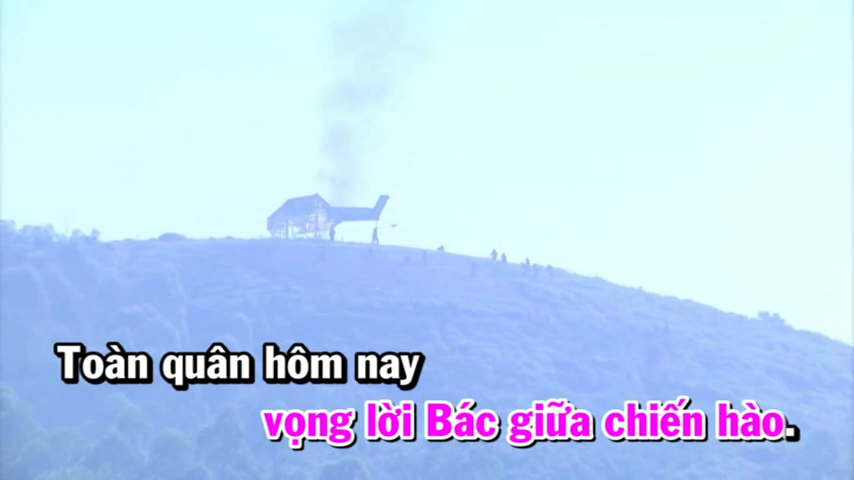 Toàn quân hôm nay
vọng lời Bác giữa chiến hào.